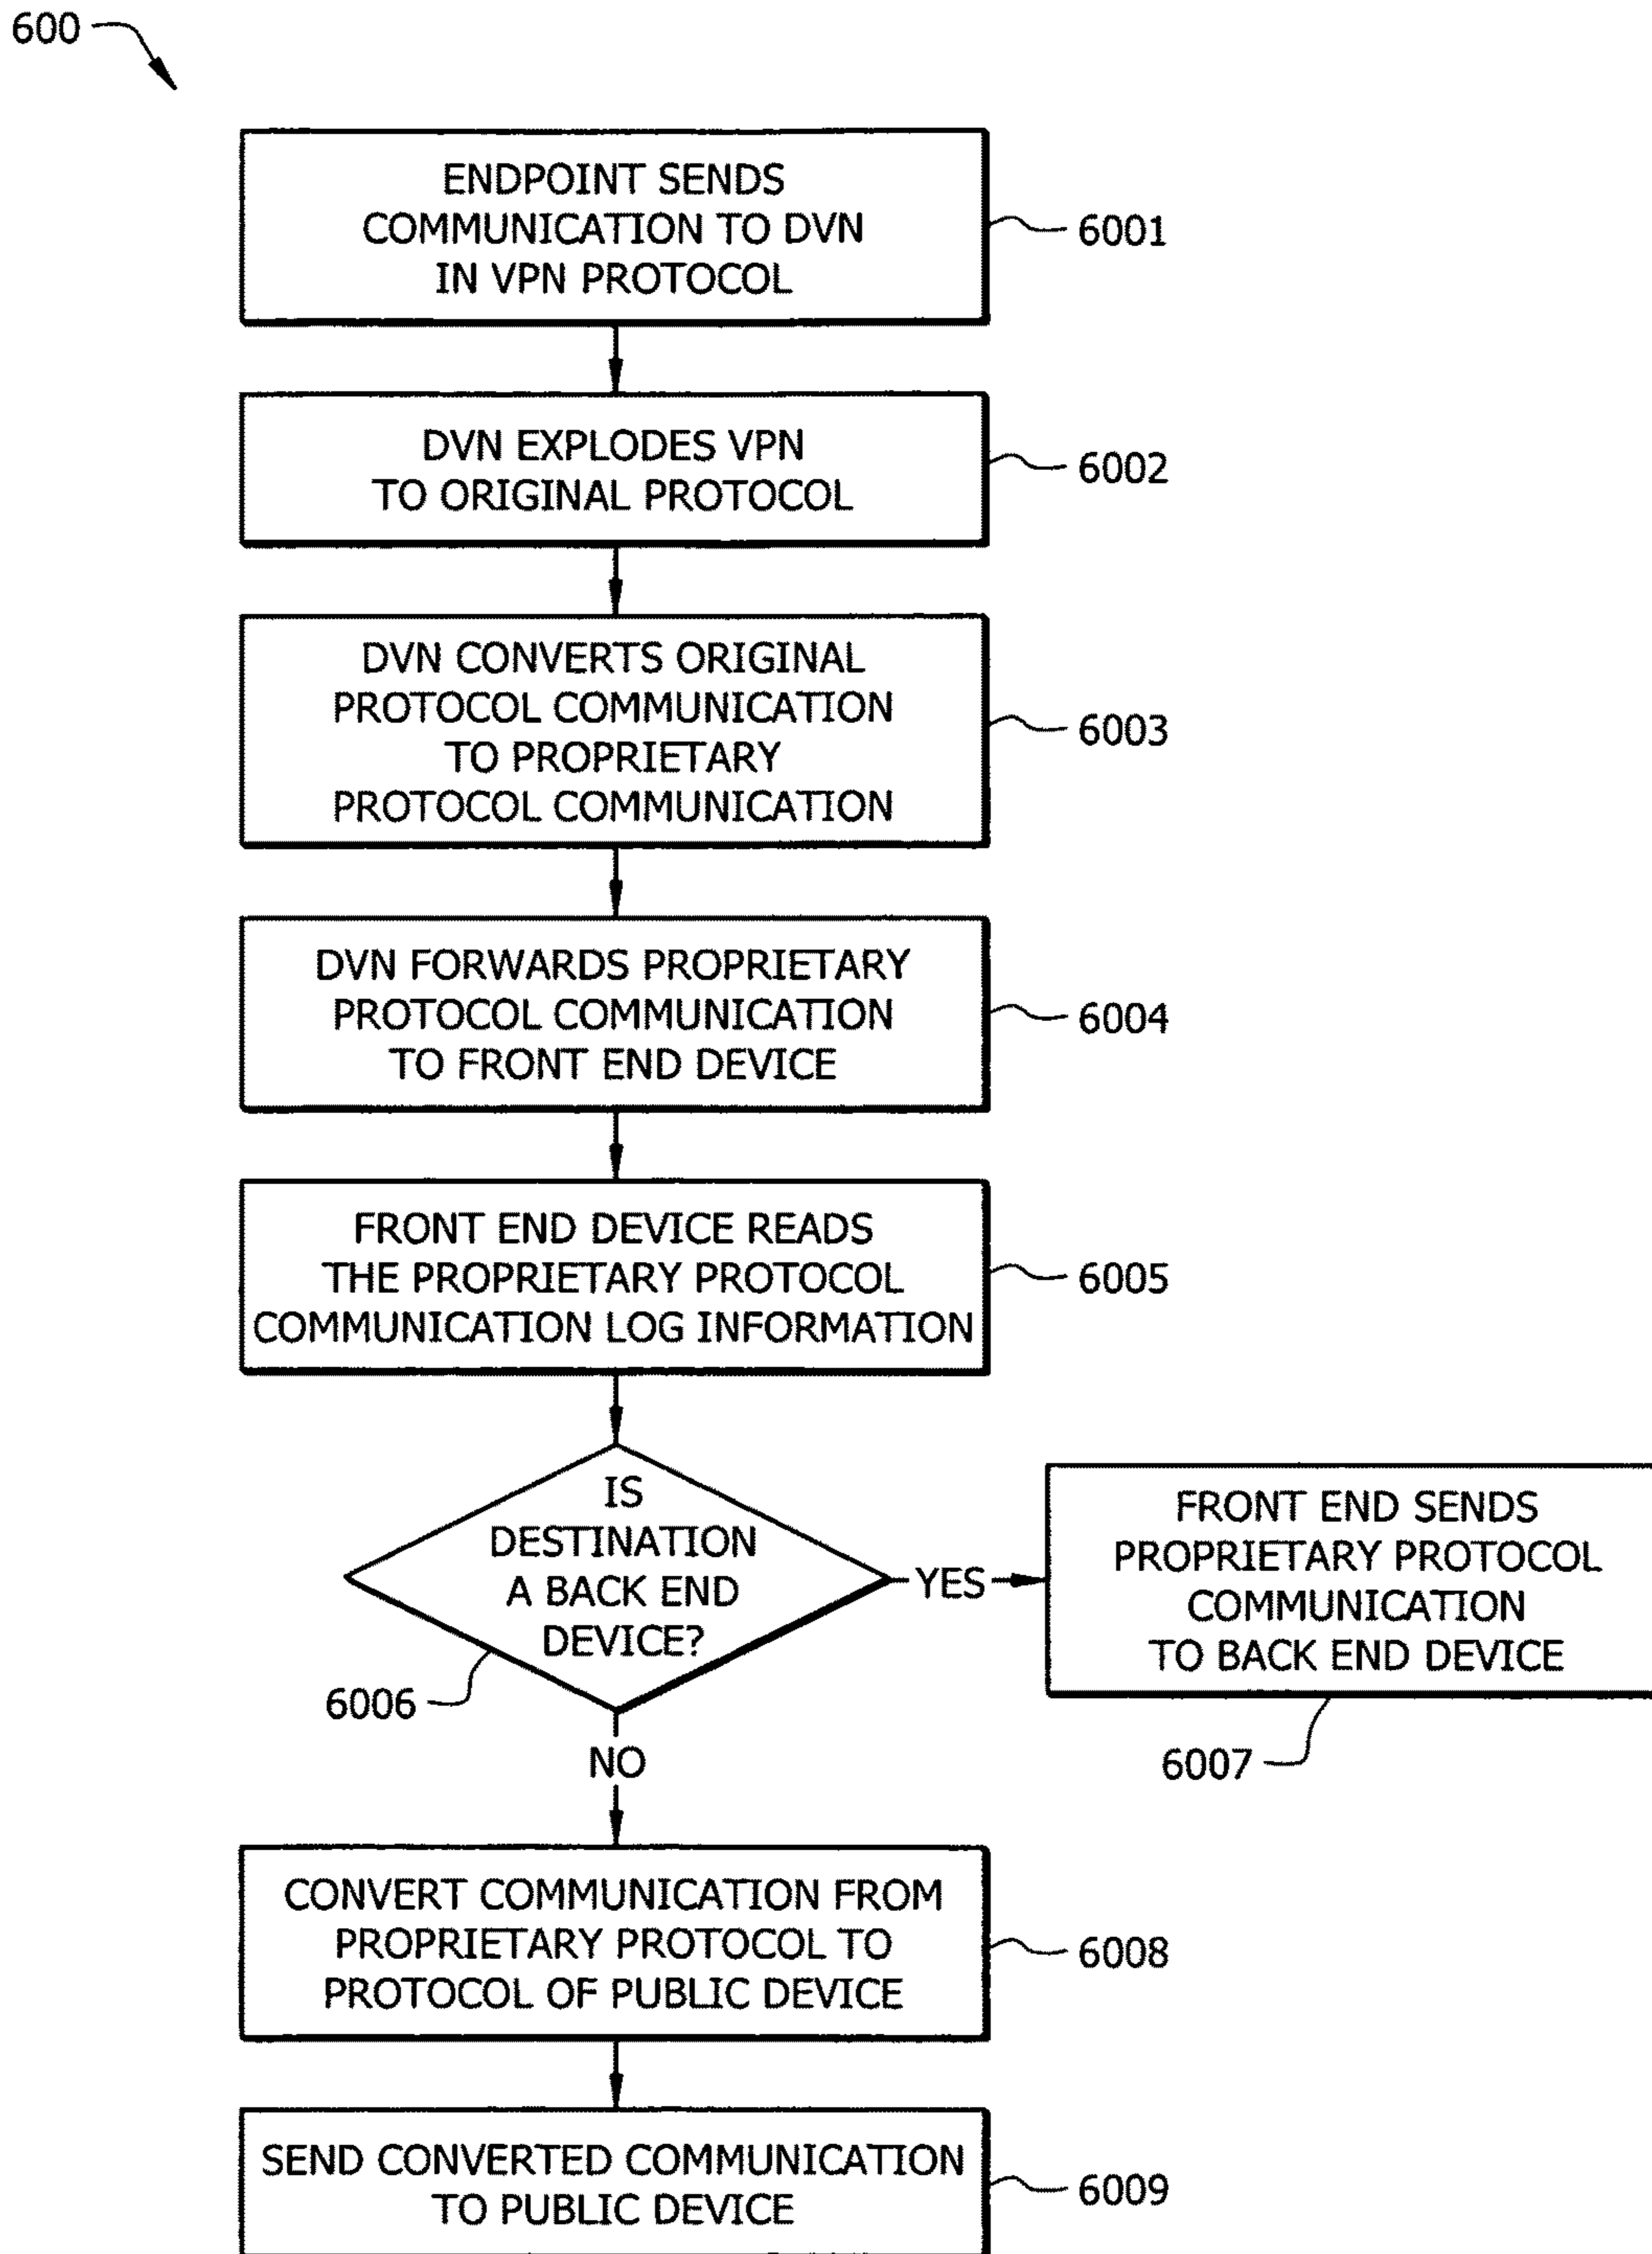 600
ENDPOINT SENDS
COMMUNICATION TO DVN
IN VPN PROTOCOL
6001
DVN EXPLODES VPN
TO ORIGINAL PROTOCOL
6002
DVN CONVERTS ORIGINAL
PROTOCOL COMMUNICATION
TO PROPRIETARY
PROTOCOL COMMUNICATION
6003
DVN FORWARDS PROPRIETARY
PROTOCOL COMMUNICATION
TO FRONT END DEVICE
6004
FRONT END DEVICE READS
THE PROPRIETARY PROTOCOL
COMMUNICATION LOG INFORMATION
6005
IS
DESTINATION
A BACK END
DEVICE?
6006
YES
FRONT END SENDS
PROPRIETARY PROTOCOL
COMMUNICATION
TO BACK END DEVICE
6007
NO
CONVERT COMMUNICATION FROM
PROPRIETARY PROTOCOL TO
PROTOCOL OF PUBLIC DEVICE
6008
SEND CONVERTED COMMUNICATION
TO PUBLIC DEVICE
6009